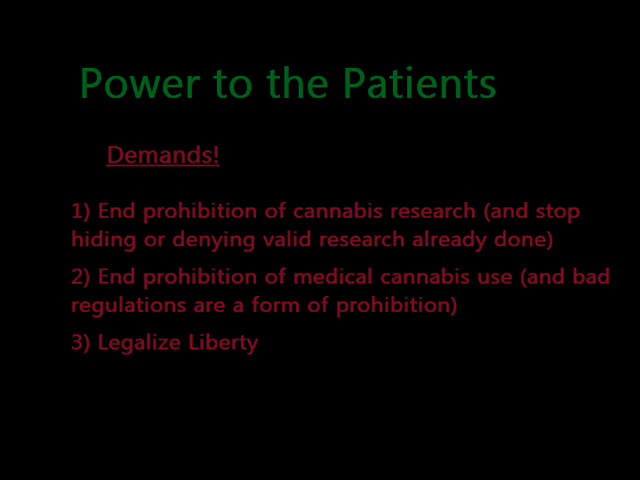 Power to the Patients
Demands!
1) End prohibition of cannabis research (and stop
hiding or denying valid research already done)
2) End prohibition of medical cannabis use (and bad
regulations are a form of prohibition)
3) Legalize Liberty